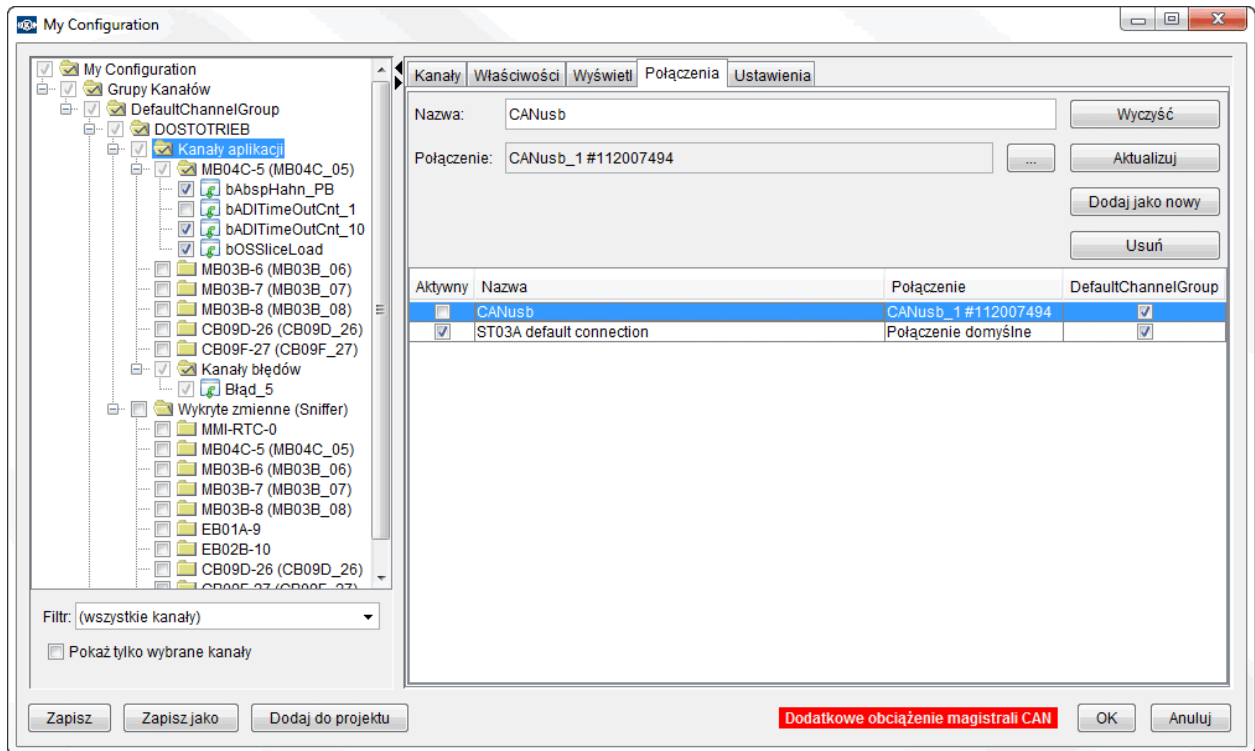 My Configuration
My Configuration
Grupy Kanałów
DefaultChannelGroup
DOSTOTRIEB
Kanały aplikacji
MB04C-5 (MB04C_05)
bAbspHahn_PB
bADITimeOutCnt_1
bADITimeOutCnt_10
bOSSliceLoad
MB03B-6 (MB03B_06)
MB03B-7 (MB03B_07)
MB03B-8 (MB03B_08)
CB09D-26 (CB09D_26)
CB09F-27 (CB09F_27)
Kanały błędów
Błąd_5
Wykryte zmienne (Sniffer)
MMI-RTC-0
MB04C-5 (MB04C_05)
MB03B-6 (MB03B_06)
MB03B-7 (MB03B_07)
MB03B-8 (MB03B_08)
EB01A-9
EB02B-10
CB09D-26 (CB09D_26)
CB09F-27 (CB09F_27)
Filtr: (wszystkie kanały)
Pokaż tylko wybrane kanały
Kanały Właściwości Wyświetl Połączenia Ustawienia
Nazwa: CANusb Wyczyść
Połączenie: CANusb_1 #112007494 ... Aktualizuj
Dodaj jako nowy
Usuń
Aktywny Nazwa Połączenie DefaultChannelGroup
CANusb CANusb_1 #112007494
ST03A default connection Połączenie domyślne
Zapisz Zapisz jako Dodaj do projektu Dodatkowe obciążenie magistrali CAN OK Anuluj